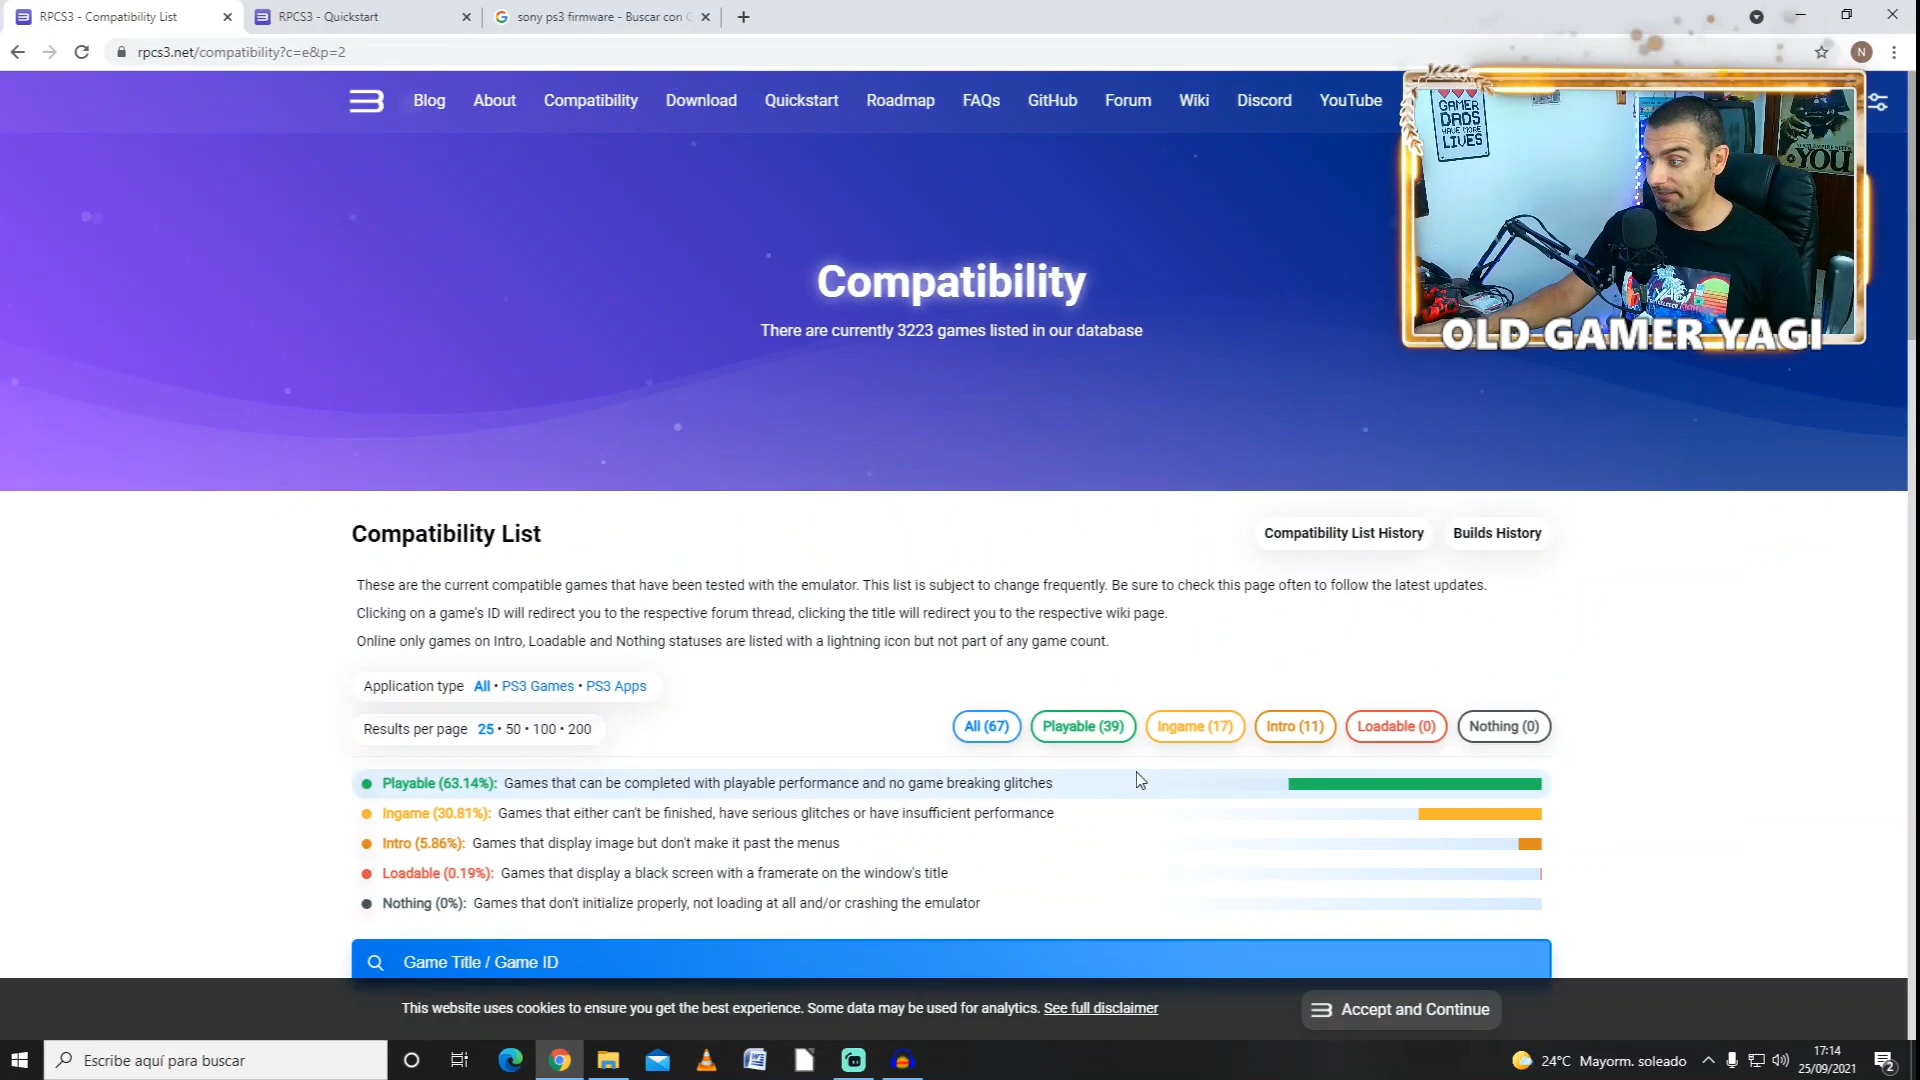 RPCS3 - Compatibility List
RPCS3 - Quickstart
sony ps3 firmware - Buscar con G
rpcs3.net/compatibility?c=e&p=2
N
Blog About Compatibility Download Quickstart Roadmap FAQs GitHub Forum Wiki Discord YouTube
GAMER
DADS
HAVE MORE
LIVES
YOU
OLD GAMER YAGI
Compatibility
There are currently 3223 games listed in our database
Compatibility List
Compatibility List History Builds History
These are the current compatible games that have been tested with the emulator. This list is subject to change frequently. Be sure to check this page often to follow the latest updates.
Clicking on a game's ID will redirect you to the respective forum thread, clicking the title will redirect you to the respective wiki page.
Online only games on Intro, Loadable and Nothing statuses are listed with a lightning icon but not part of any game count.
Application type All • PS3 Games • PS3 Apps
Results per page 25 • 50 • 100 • 200
All (67) Playable (39) Ingame (17) Intro (11) Loadable (0) Nothing (0)
Playable (63.14%): Games that can be completed with playable performance and no game breaking glitches
Ingame (30.81%): Games that either can't be finished, have serious glitches or have insufficient performance
Intro (5.86%): Games that display image but don't make it past the menus
Loadable (0.19%): Games that display a black screen with a framerate on the window's title
Nothing (0%): Games that don't initialize properly, not loading at all and/or crashing the emulator
Game Title / Game ID
This website uses cookies to ensure you get the best experience. Some data may be used for analytics. See full disclaimer
Accept and Continue
Escribe aquí para buscar
24°C Mayorm. soleado
17:14
25/09/2021
2